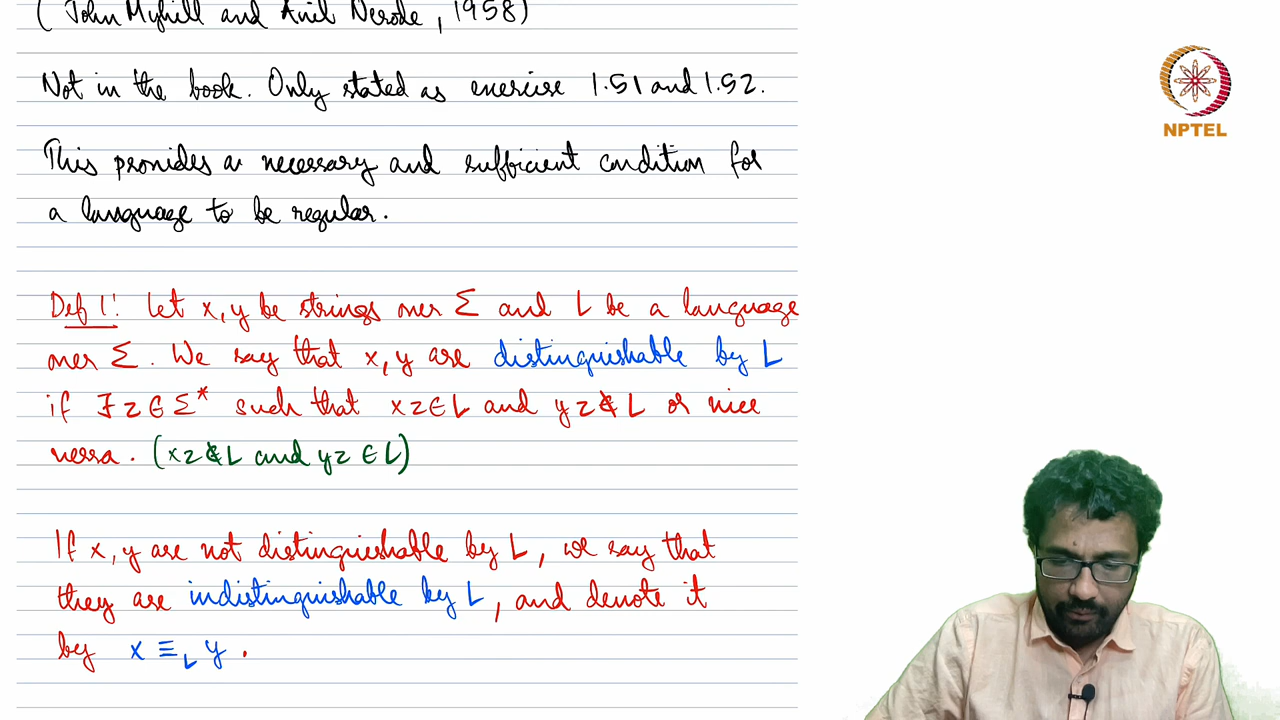 (John Myhill and Anil Nerode, 1958)
Not in the book. Only stated as exercise 1.51 and 1.52.
NPTEL
This provides a necessary and sufficient condition for
a language to be regular.
Def 1: Let x, y be strings over Σ and L be a language
over Σ. We say that x, y are distinguishable by L
if ∃ z ∈ Σ* such that xz ∈ L and yz ∉ L or vice
versa. (xz ∉ L and yz ∈ L)
If x, y are not distinguishable by L, we say that
they are indistinguishable by L, and denote it
by x ≡_L y.